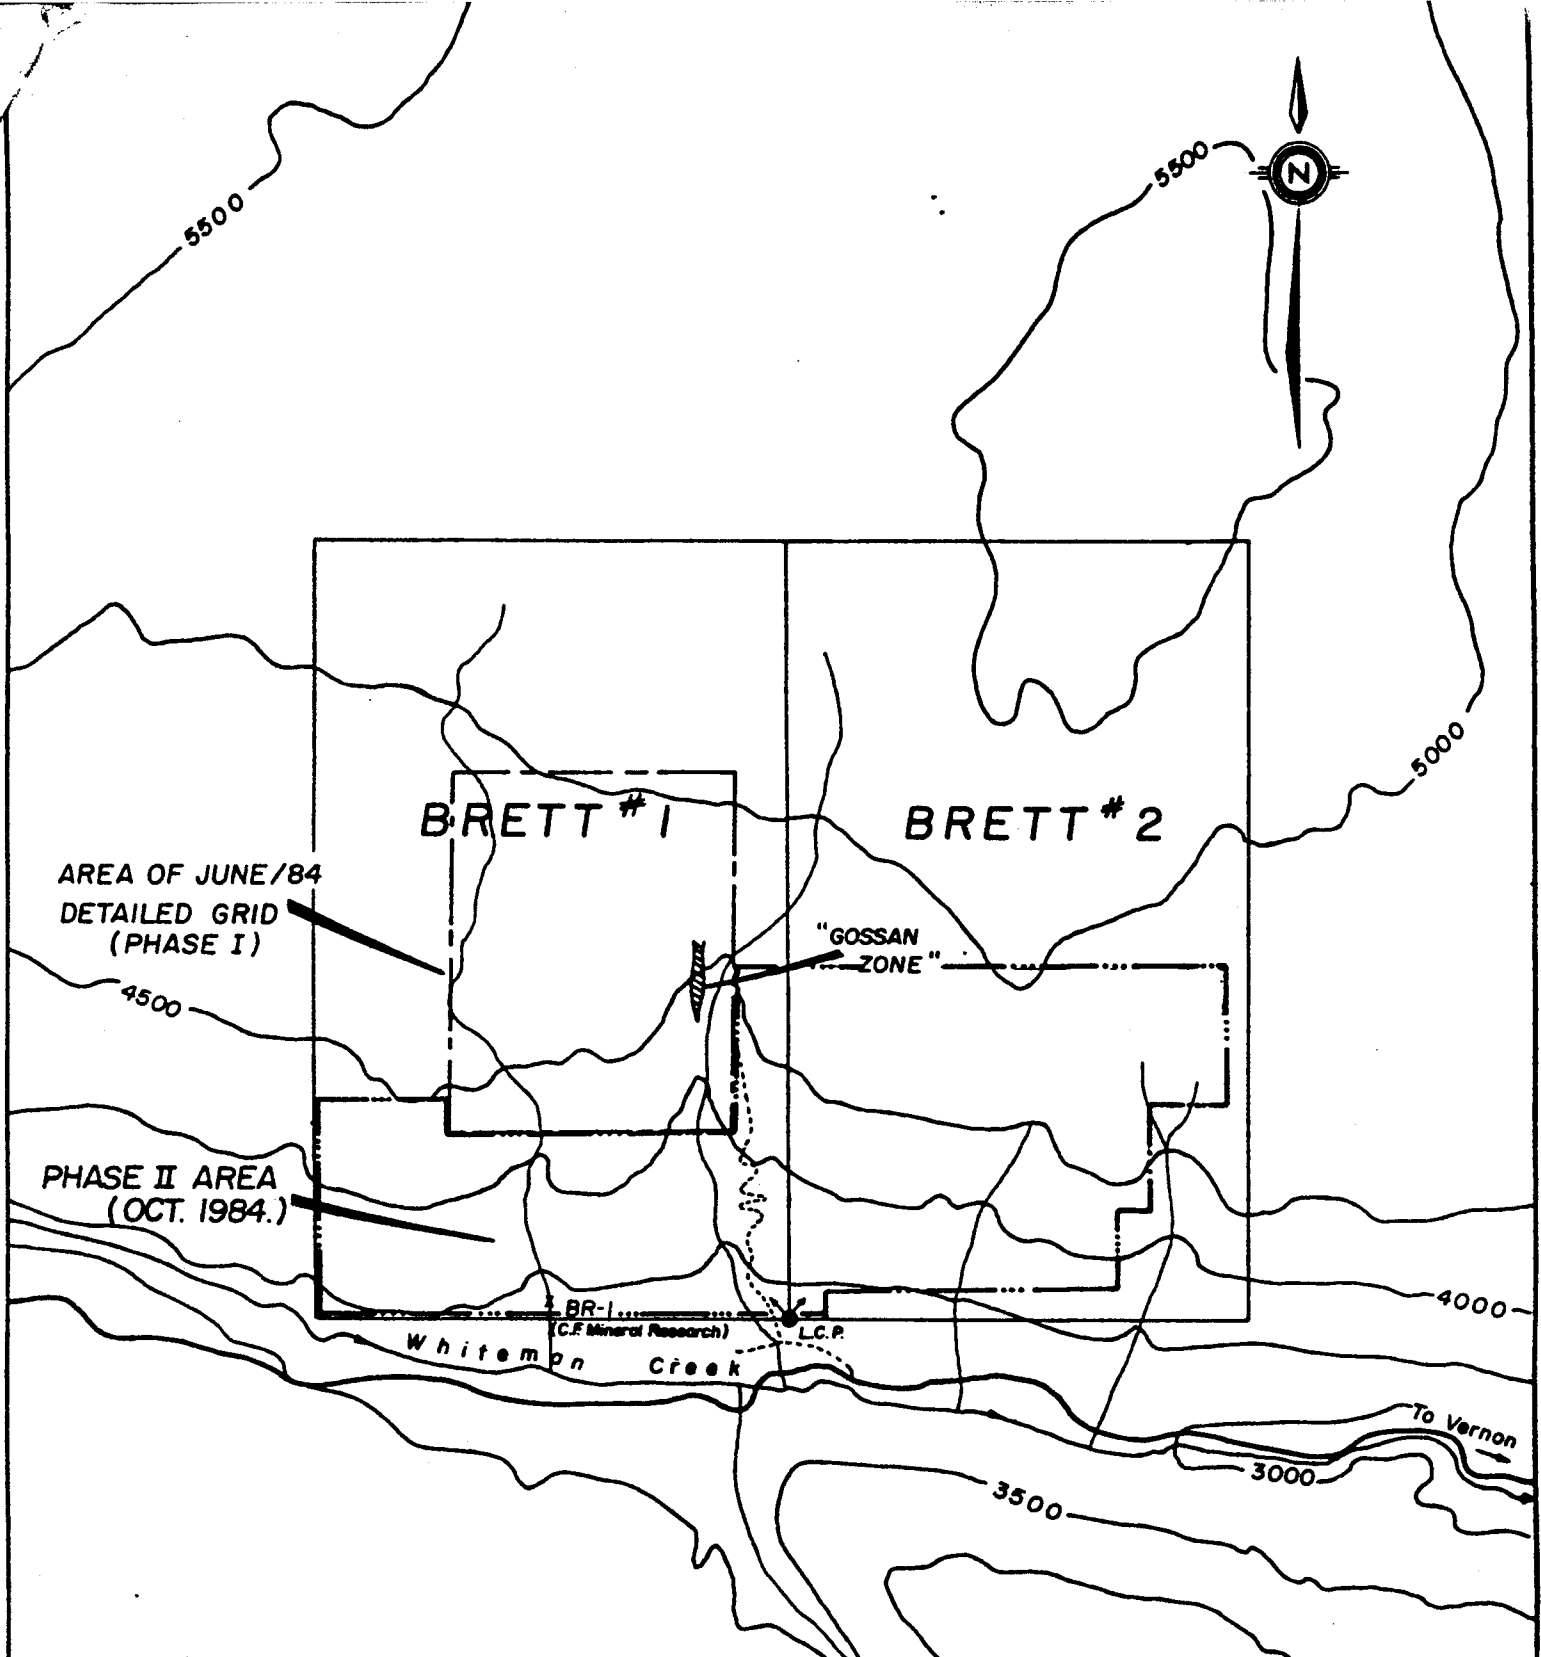 5500
5500
N
5000
BRETT #1
BRETT #2
AREA OF JUNE/84
DETAILED GRID
(PHASE I)
"GOSSAN
ZONE"
4500
PHASE II AREA
(OCT. 1984.)
4000
x BR-1
(C.F. Mineral Research)
L.C.P.
Whiteman Creek
To Vernon
3000
3500